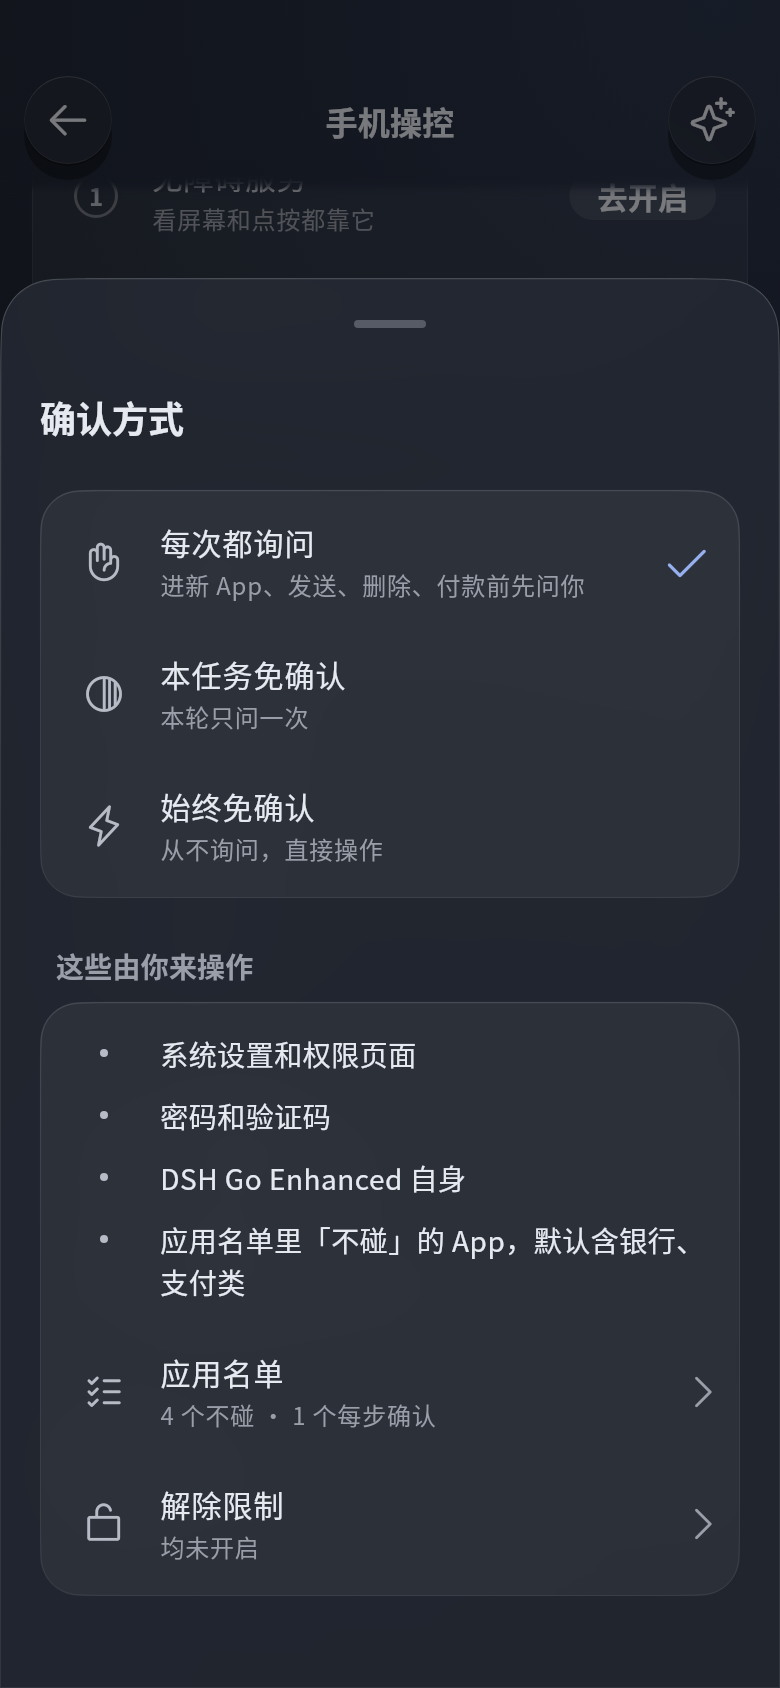 手机操控
1
无障碍服务
看屏幕和点按都靠它
去开启
确认方式
每次都询问
进新 App、发送、删除、付款前先问你
本任务免确认
本轮只问一次
始终免确认
从不询问，直接操作
这些由你来操作
• 系统设置和权限页面
• 密码和验证码
• DSH Go Enhanced 自身
• 应用名单里「不碰」的 App，默认含银行、
支付类
应用名单
4 个不碰 · 1 个每步确认
解除限制
均未开启